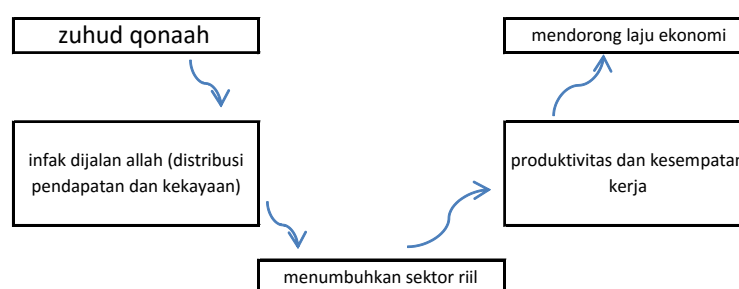 zuhud qonaah
infak dijalan allah (distribusi
pendapatan dan kekayaan)
menumbuhkan sektor riil
produktivitas dan kesempatan
kerja
mendorong laju ekonomi